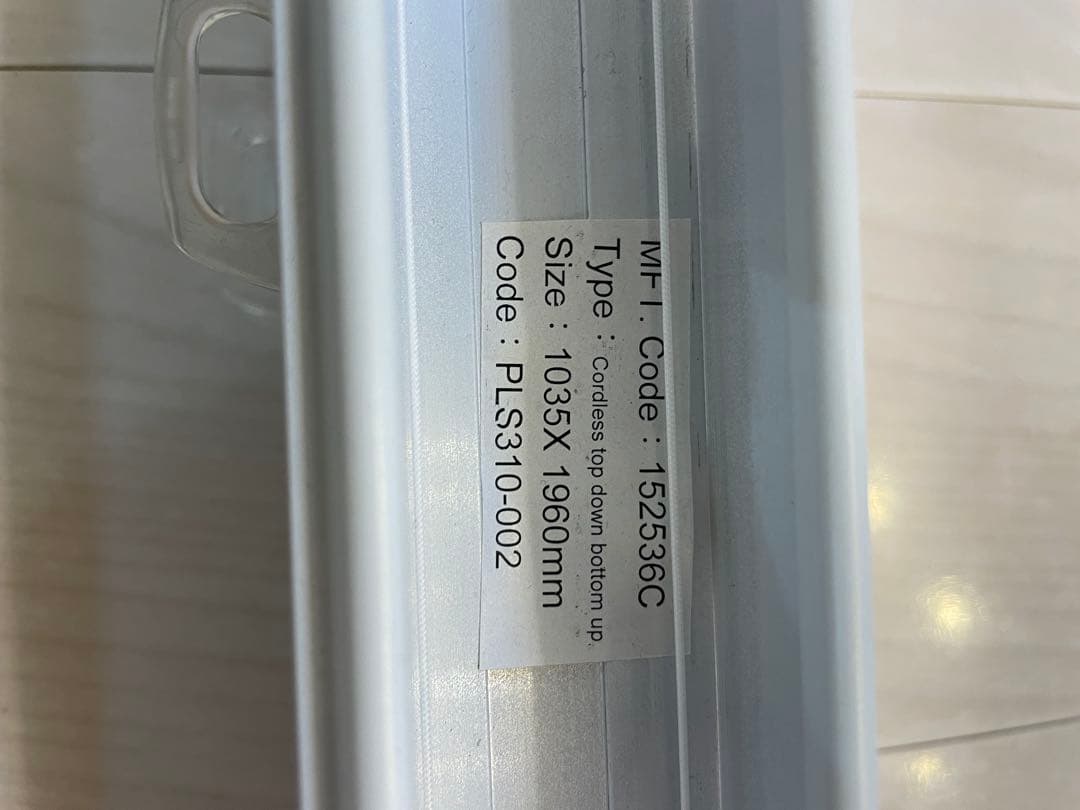 MFT. Code : 152536C
Type : Cordless top down bottom up
Size : 1035X 1960mm
Code : PLS310-002